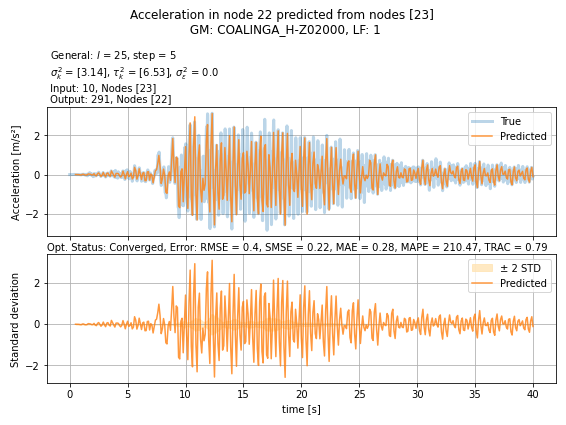 Acceleration in node 22 predicted from nodes [23]
GM: COALINGA_H-Z02000, LF: 1
General: l = 25, step = 5
σ²ₖ = [3.14], τ²ₖ = [6.53], σ²ε = 0.0
Input: 10, Nodes [23]
Output: 291, Nodes [22]
Acceleration [m/s²]
2
0
−2
True
Predicted
Opt. Status: Converged, Error: RMSE = 0.4, SMSE = 0.22, MAE = 0.28, MAPE = 210.47, TRAC = 0.79
Standard deviation
2
0
−2
± 2 STD
Predicted
0 5 10 15 20 25 30 35 40
time [s]